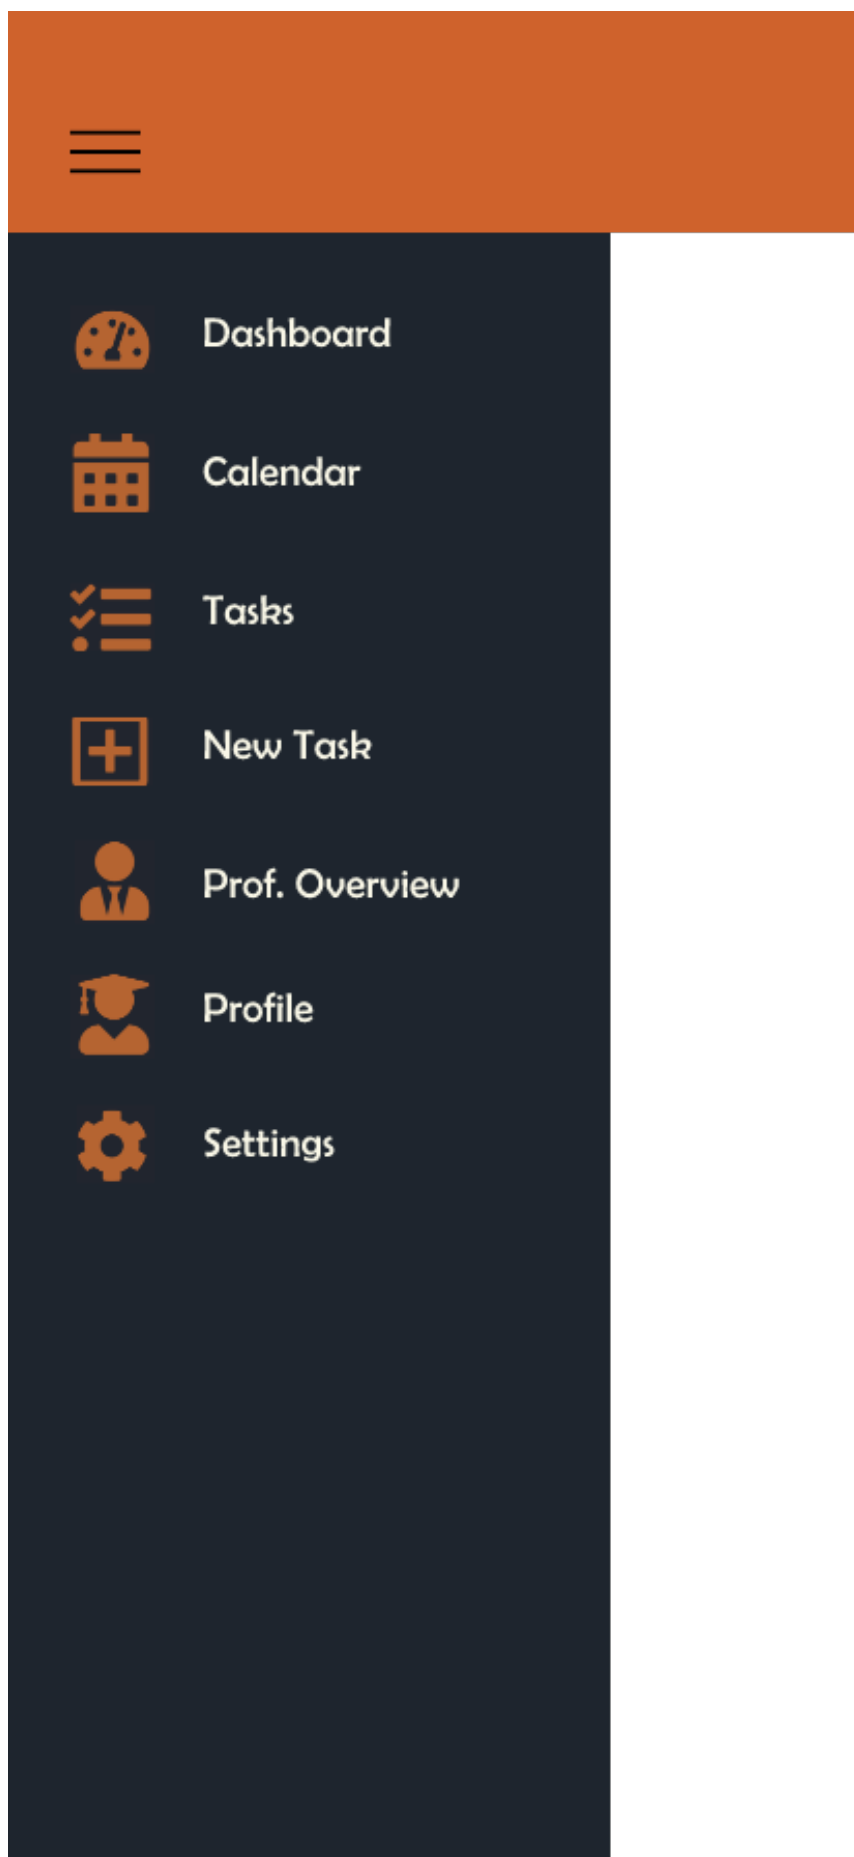 Dashboard
Calendar
Tasks
New Task
Prof. Overview
Profile
Settings